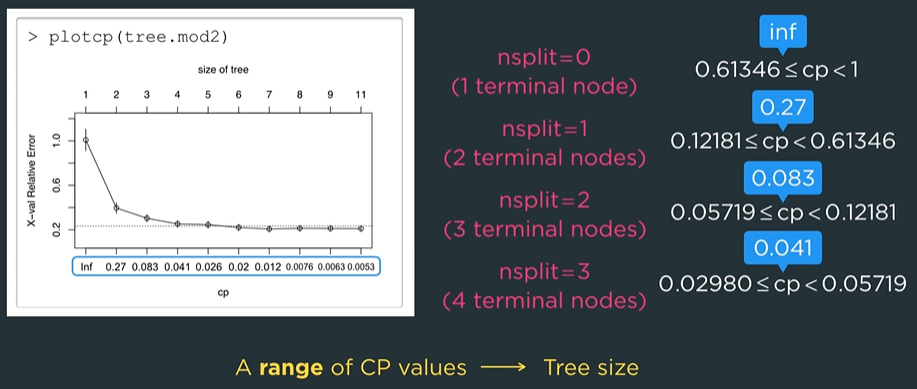 > plotcp(tree.mod2)
size of tree
1 2 3 4 5 6 7 8 9 11
X-val Relative Error
1.0
0.6
0.2
Inf 0.27 0.083 0.041 0.026 0.02 0.012 0.0076 0.0063 0.0053
cp
inf
nsplit=0
(1 terminal node)
0.61346 ≤ cp < 1
0.27
nsplit=1
(2 terminal nodes)
0.12181 ≤ cp < 0.61346
0.083
nsplit=2
(3 terminal nodes)
0.05719 ≤ cp < 0.12181
0.041
nsplit=3
(4 terminal nodes)
0.02980 ≤ cp < 0.05719
A range of CP values ⟶ Tree size